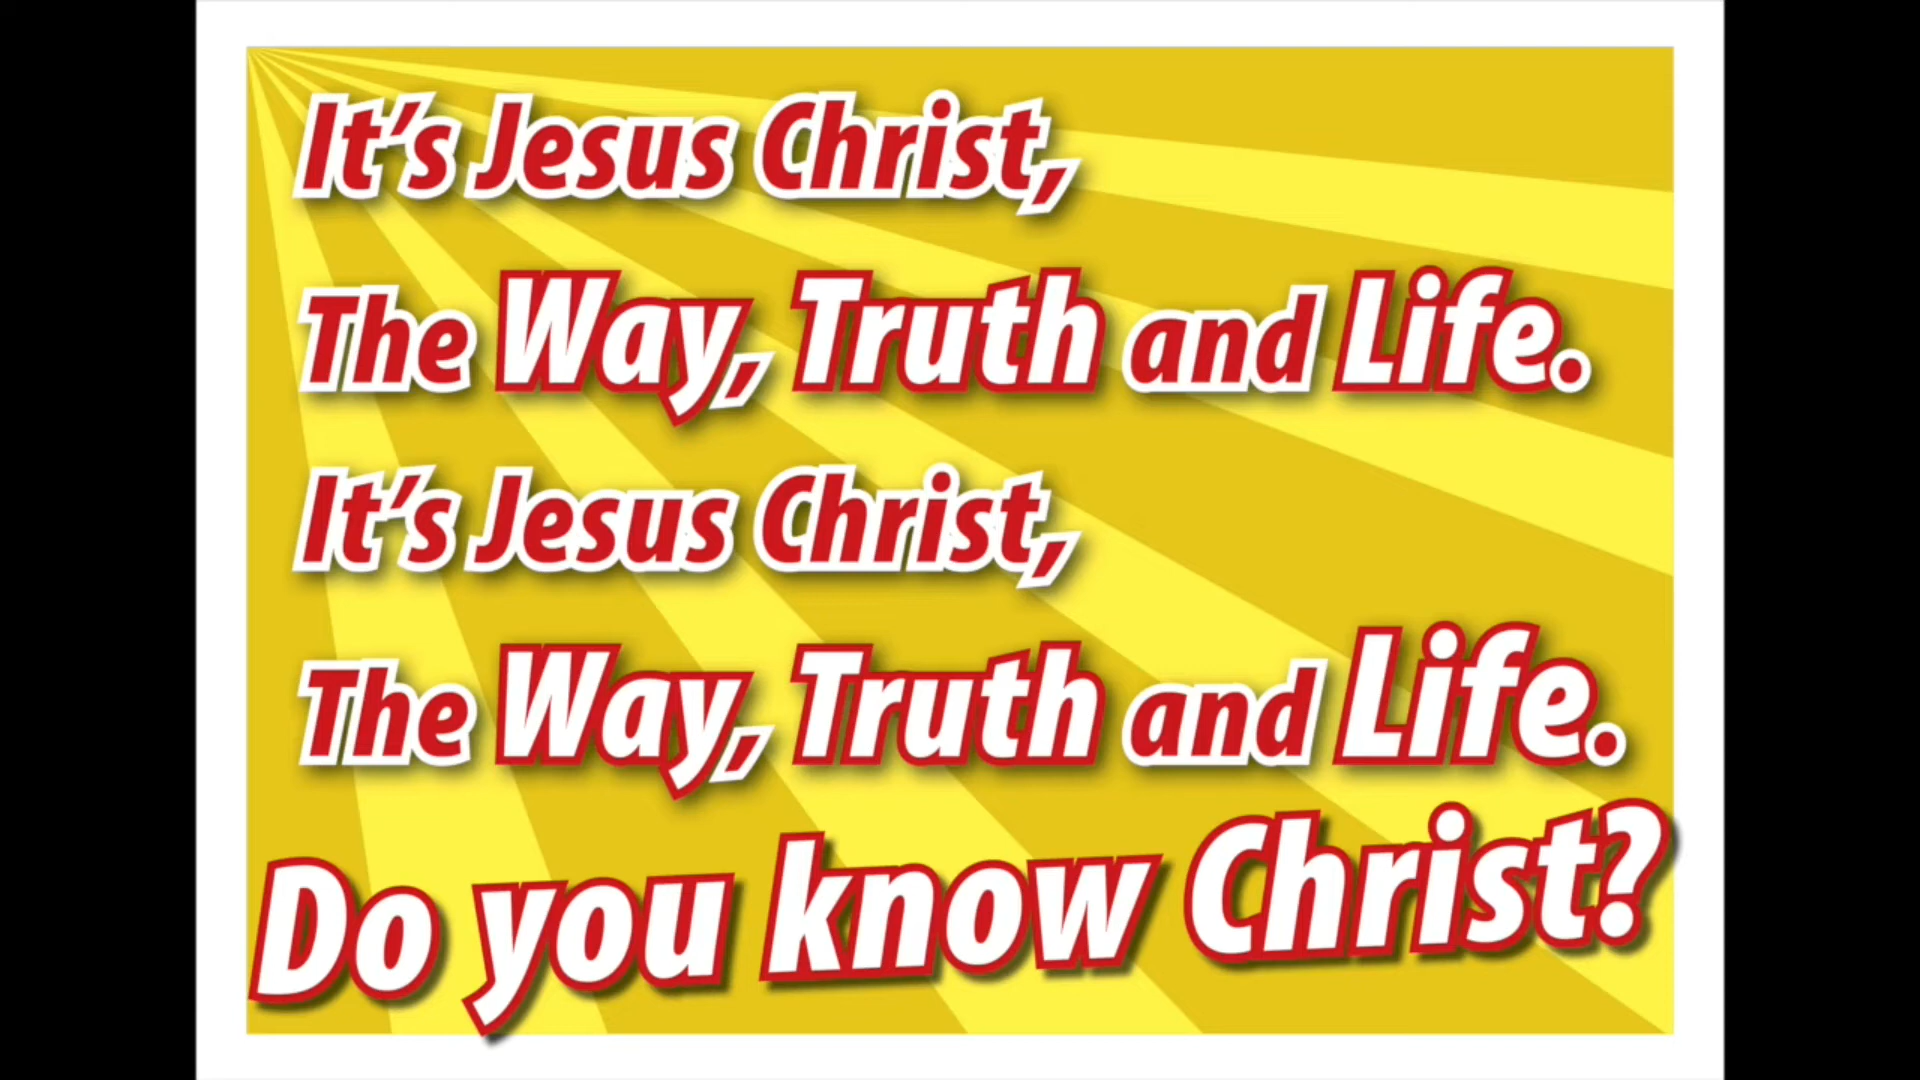 It's Jesus Christ,
The Way, Truth and Life.
It's Jesus Christ,
The Way, Truth and Life.
Do you know Christ?